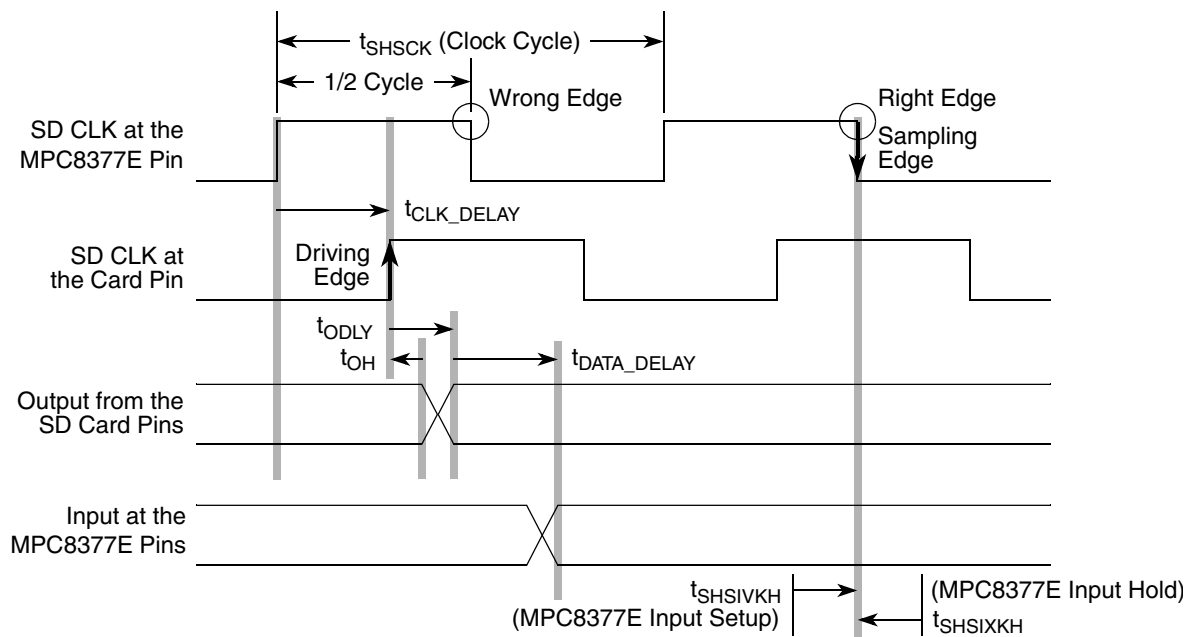 tSHSCK (Clock Cycle)
1/2 Cycle
Wrong Edge
Right Edge
SD CLK at the
MPC8377E Pin
Sampling
Edge
tCLK_DELAY
SD CLK at
the Card Pin
Driving
Edge
tODLY
tOH
tDATA_DELAY
Output from the
SD Card Pins
Input at the
MPC8377E Pins
tSHSIVKH
(MPC8377E Input Setup)
(MPC8377E Input Hold)
tSHSIXKH